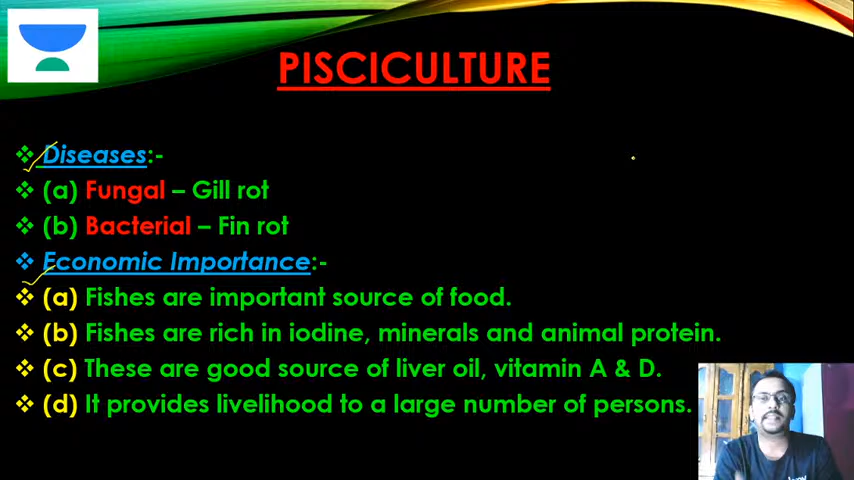 PISCICULTURE
Diseases:-
(a) Fungal – Gill rot
(b) Bacterial – Fin rot
Economic Importance:-
(a) Fishes are important source of food.
(b) Fishes are rich in iodine, minerals and animal protein.
(c) These are good source of liver oil, vitamin A & D.
(d) It provides livelihood to a large number of persons.